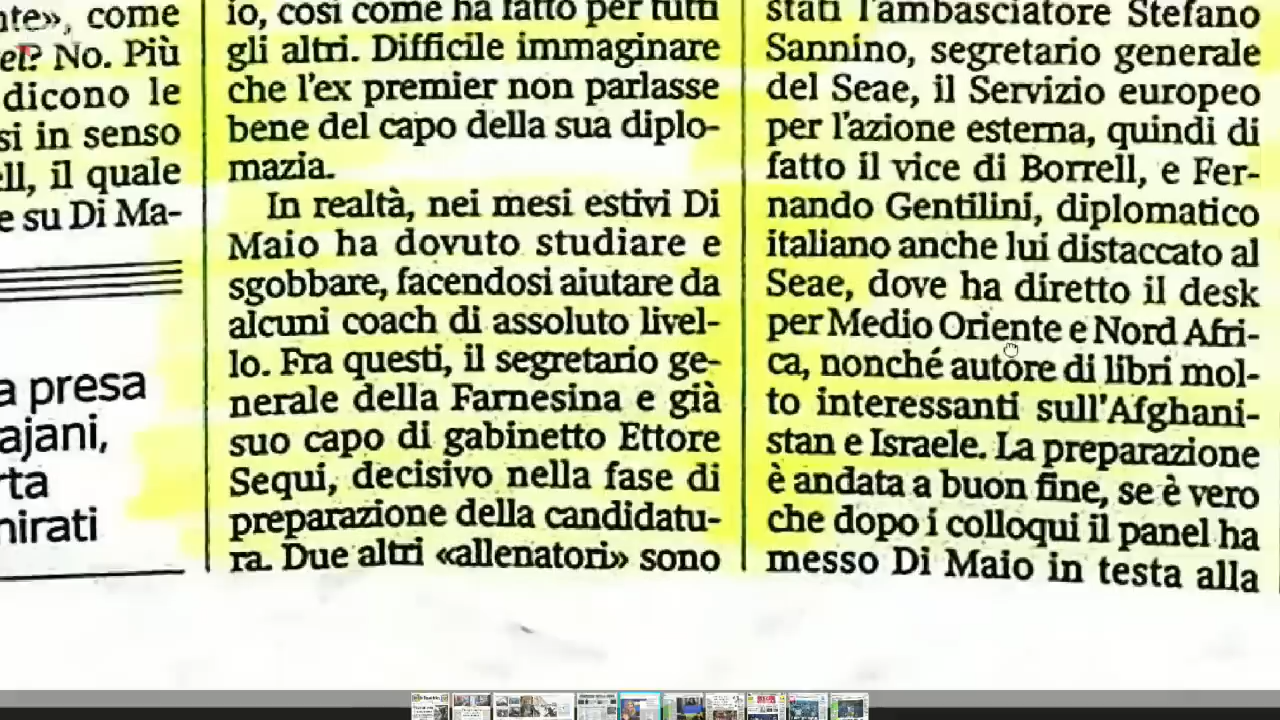 nte», come
ei? No. Più
dicono le
si in senso
ell, il quale
e su Di Ma-
a presa
ajani,
rta
nirati
io, così come ha fatto per tutti
gli altri. Difficile immaginare
che l'ex premier non parlasse
bene del capo della sua diplo-
mazia.
In realtà, nei mesi estivi Di
Maio ha dovuto studiare e
sgobbare, facendosi aiutare da
alcuni coach di assoluto livel-
lo. Fra questi, il segretario ge-
nerale della Farnesina e già
suo capo di gabinetto Ettore
Sequi, decisivo nella fase di
preparazione della candidatu-
ra. Due altri «allenatori» sono
stati l'ambasciatore Stefano
Sannino, segretario generale
del Seae, il Servizio europeo
per l'azione esterna, quindi di
fatto il vice di Borrell, e Fer-
nando Gentilini, diplomatico
italiano anche lui distaccato al
Seae, dove ha diretto il desk
per Medio Oriente e Nord Afri-
ca, nonché autore di libri mol-
to interessanti sull'Afghani-
stan e Israele. La preparazione
è andata a buon fine, se è vero
che dopo i colloqui il panel ha
messo Di Maio in testa alla